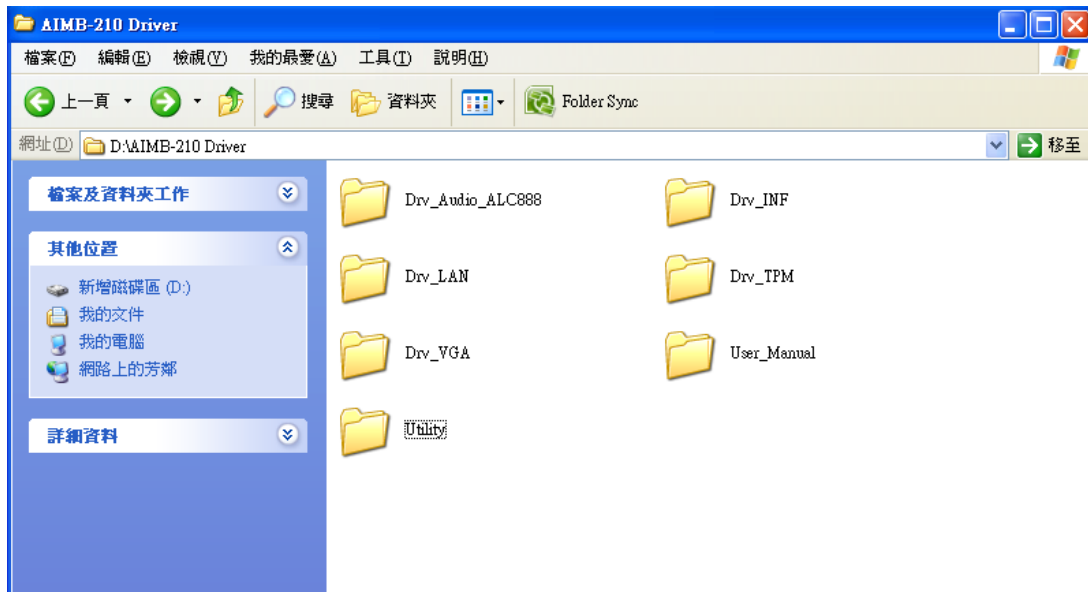 AIMB-210 Driver
檔案(F) 編輯(E) 檢視(V) 我的最愛(A) 工具(T) 說明(H)
上一頁 搜尋 資料夾 Folder Sync
網址(D) D:\AIMB-210 Driver 移至
檔案及資料夾工作
其他位置
新增磁碟區 (D:)
我的文件
我的電腦
網路上的芳鄰
詳細資料
Drv_Audio_ALC888 Drv_INF
Drv_LAN Drv_TPM
Drv_VGA User_Manual
Utility